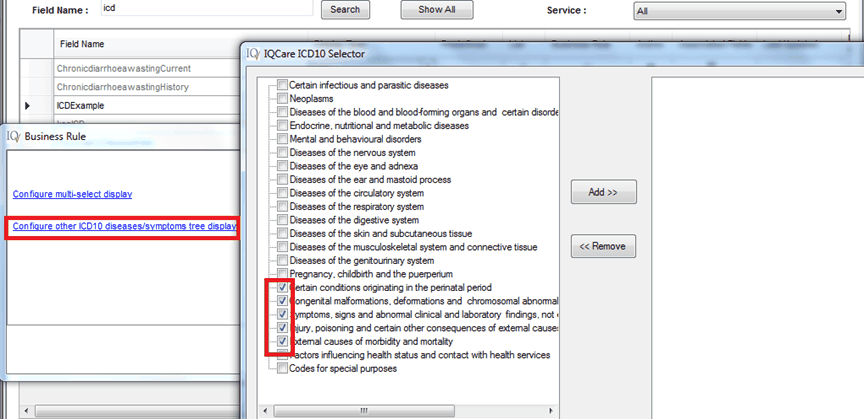 Field Name : icd Search Show All Service : All
Field Name
ChronicdiarrhoeawastingCurrent
ChronicdiarrhoeawastingHistory
ICDExample
IQ Business Rule
Configure multi-select display
Configure other ICD10 diseases/symptoms tree display
IQ IQCare ICD10 Selector
Certain infectious and parasitic diseases
Neoplasms
Diseases of the blood and blood-forming organs and certain disorde
Endocrine, nutritional and metabolic diseases
Mental and behavioural disorders
Diseases of the nervous system
Diseases of the eye and adnexa
Diseases of the ear and mastoid process
Diseases of the circulatory system
Diseases of the respiratory system
Diseases of the digestive system
Diseases of the skin and subcutaneous tissue
Diseases of the musculoskeletal system and connective tissue
Diseases of the genitourinary system
Pregnancy, childbirth and the puerperium
Certain conditions originating in the perinatal period
Congenital malformations, deformations and chromosomal abnormal
Symptoms, signs and abnormal clinical and laboratory findings, not
Injury, poisoning and certain other consequences of external cause
External causes of morbidity and mortality
Factors influencing health status and contact with health services
Codes for special purposes
Add >>
<< Remove